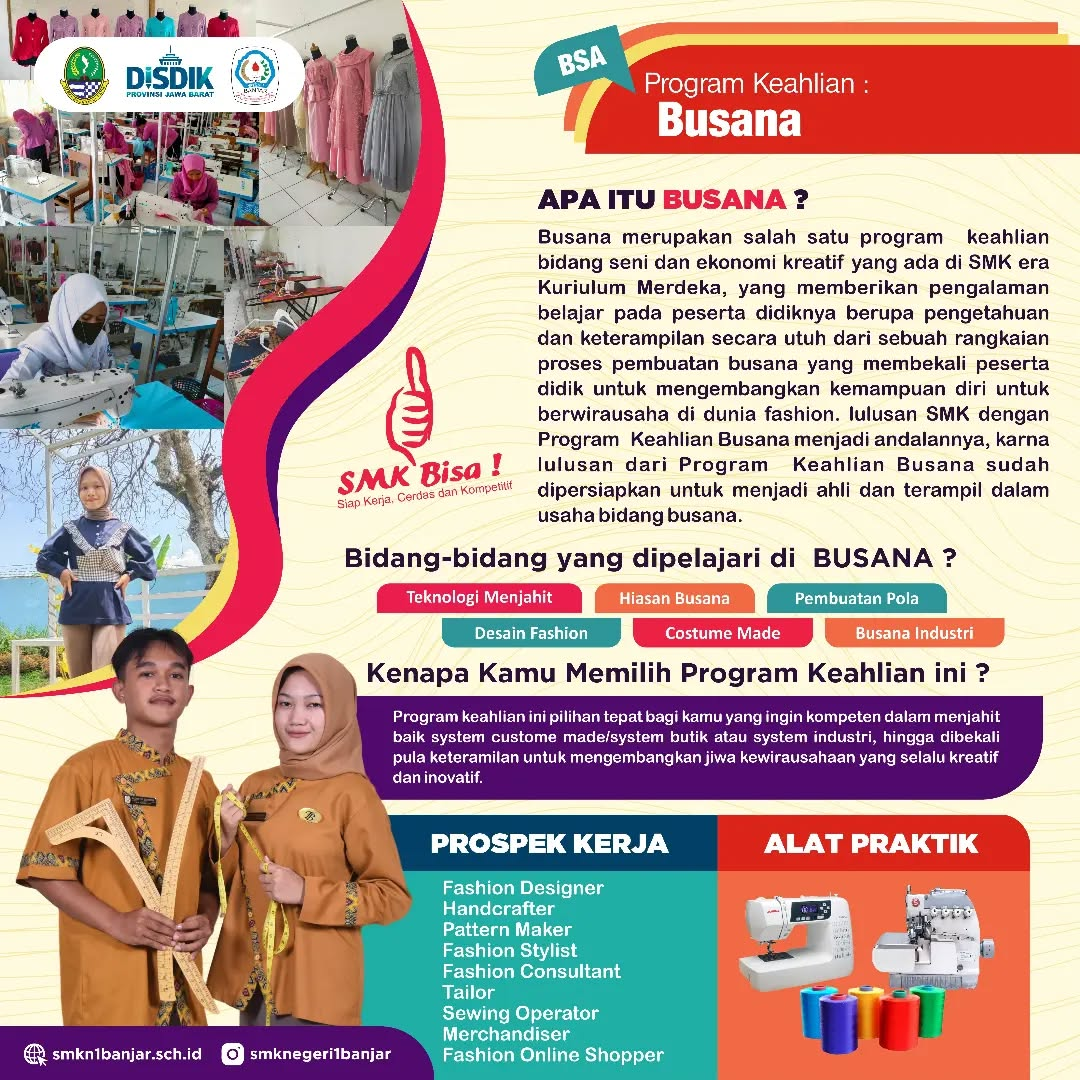 DISDIK
PROVINSI JAWA BARAT
BSA
Program Keahlian :
Busana
APA ITU BUSANA ?
Busana merupakan salah satu program keahlian
bidang seni dan ekonomi kreatif yang ada di SMK era
Kuriulum Merdeka, yang memberikan pengalaman
belajar pada peserta didiknya berupa pengetahuan
dan keterampilan secara utuh dari sebuah rangkaian
proses pembuatan busana yang membekali peserta
didik untuk mengembangkan kemampuan diri untuk
berwirausaha di dunia fashion. lulusan SMK dengan
Program Keahlian Busana menjadi andalannya, karna
lulusan dari Program Keahlian Busana sudah
dipersiapkan untuk menjadi ahli dan terampil dalam
usaha bidang busana.
SMK Bisa !
Siap Kerja, Cerdas dan Kompetitif
Bidang-bidang yang dipelajari di BUSANA ?
Teknologi Menjahit
Hiasan Busana
Pembuatan Pola
Desain Fashion
Costume Made
Busana Industri
Kenapa Kamu Memilih Program Keahlian ini ?
Program keahlian ini pilihan tepat bagi kamu yang ingin kompeten dalam menjahit
baik system custome made/system butik atau system industri, hingga dibekali
pula keteramilan untuk mengembangkan jiwa kewirausahaan yang selalu kreatif
dan inovatif.
PROSPEK KERJA
Fashion Designer
Handcrafter
Pattern Maker
Fashion Stylist
Fashion Consultant
Tailor
Sewing Operator
Merchandiser
Fashion Online Shopper
ALAT PRAKTIK
smkn1banjar.sch.id
smknegeri1banjar